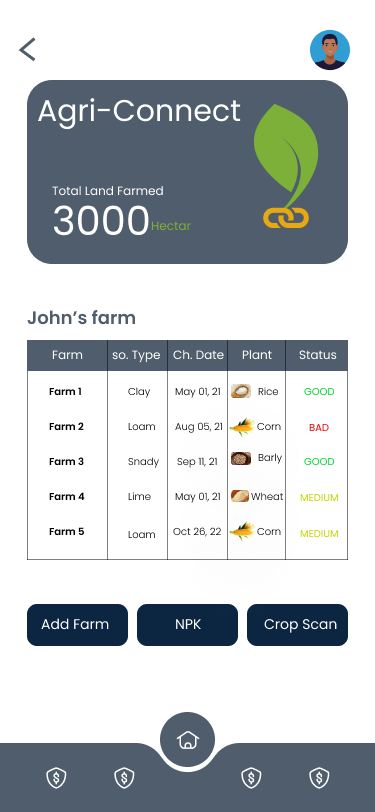 Agri-Connect
Total Land Farmed
3000 Hectar
John's farm
Farm so. Type Ch. Date Plant Status
Farm 1 Clay May 01, 21 Rice GOOD
Farm 2 Loam Aug 05, 21 Corn BAD
Farm 3 Snady Sep 11, 21 Barly GOOD
Farm 4 Lime May 01, 21 Wheat MEDIUM
Farm 5 Loam Oct 26, 22 Corn MEDIUM
Add Farm NPK Crop Scan